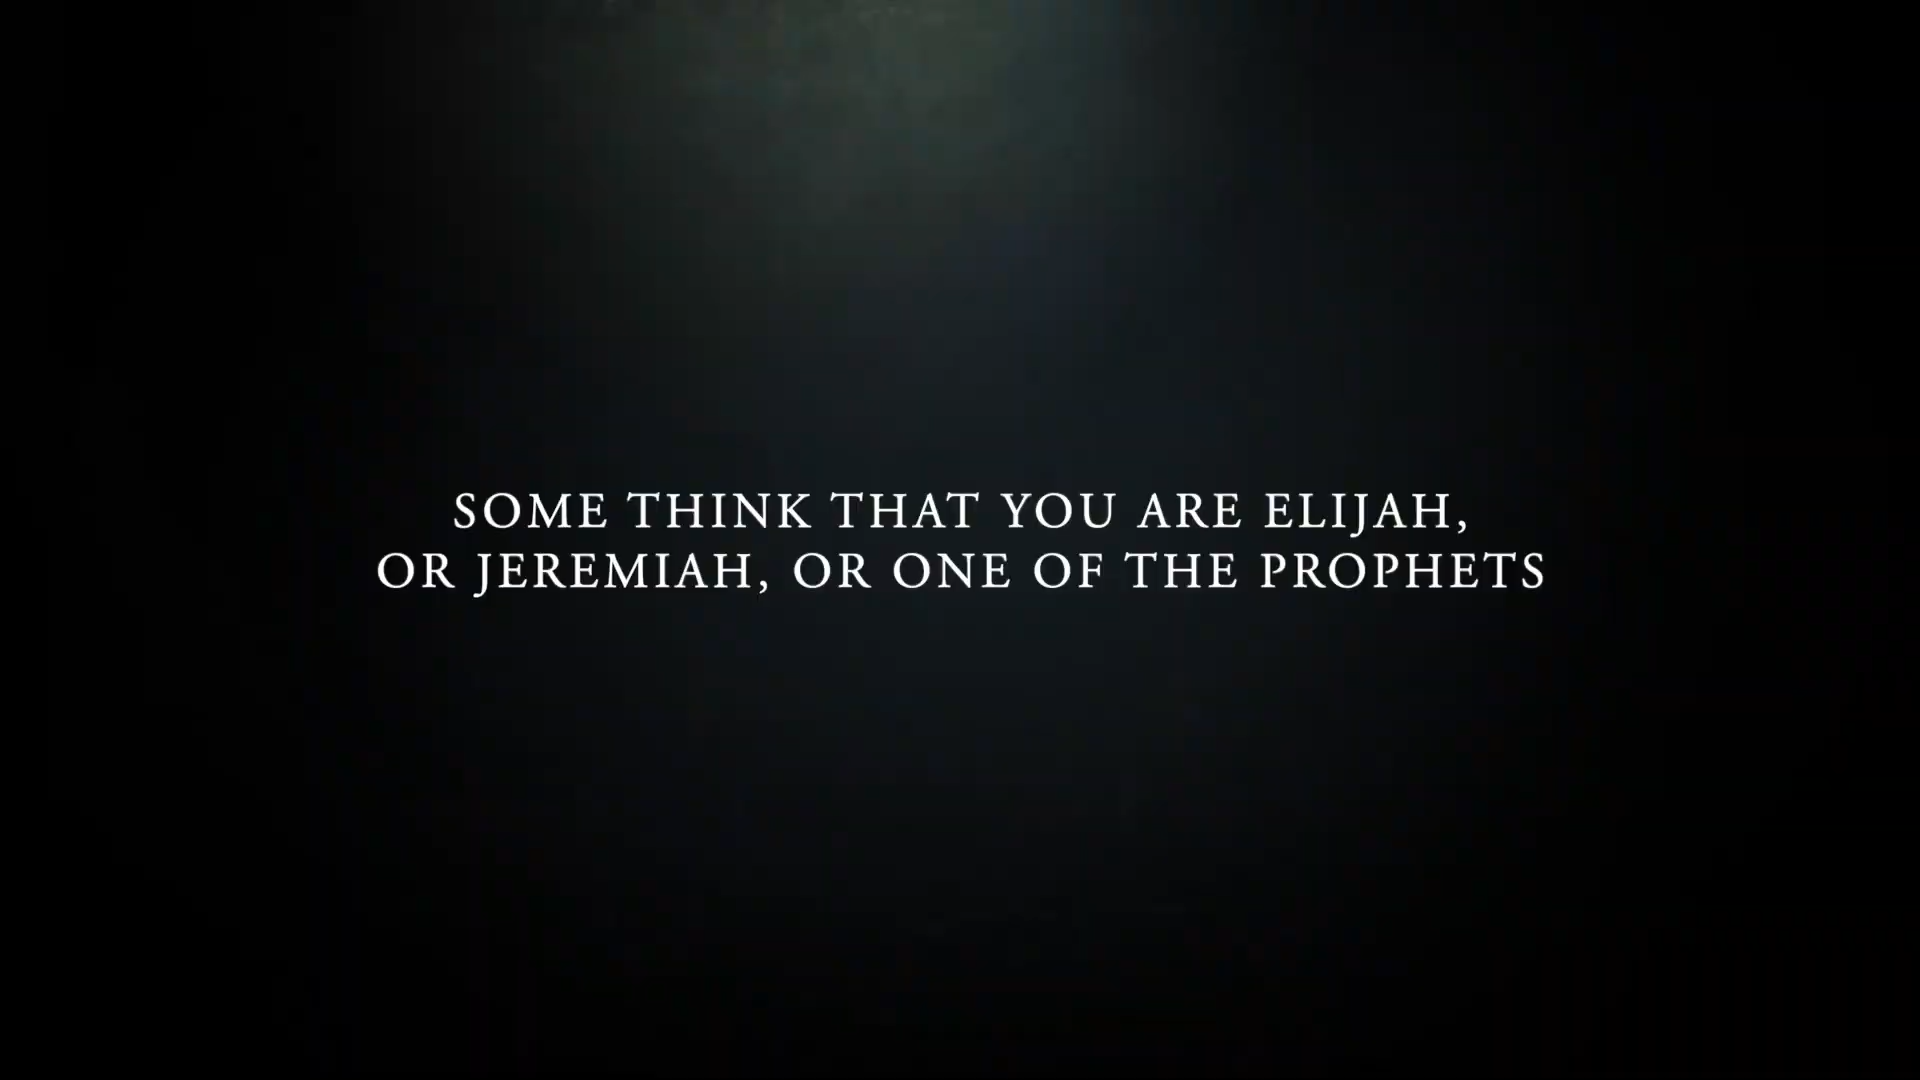 SOME THINK THAT YOU ARE ELIJAH,
OR JEREMIAH, OR ONE OF THE PROPHETS